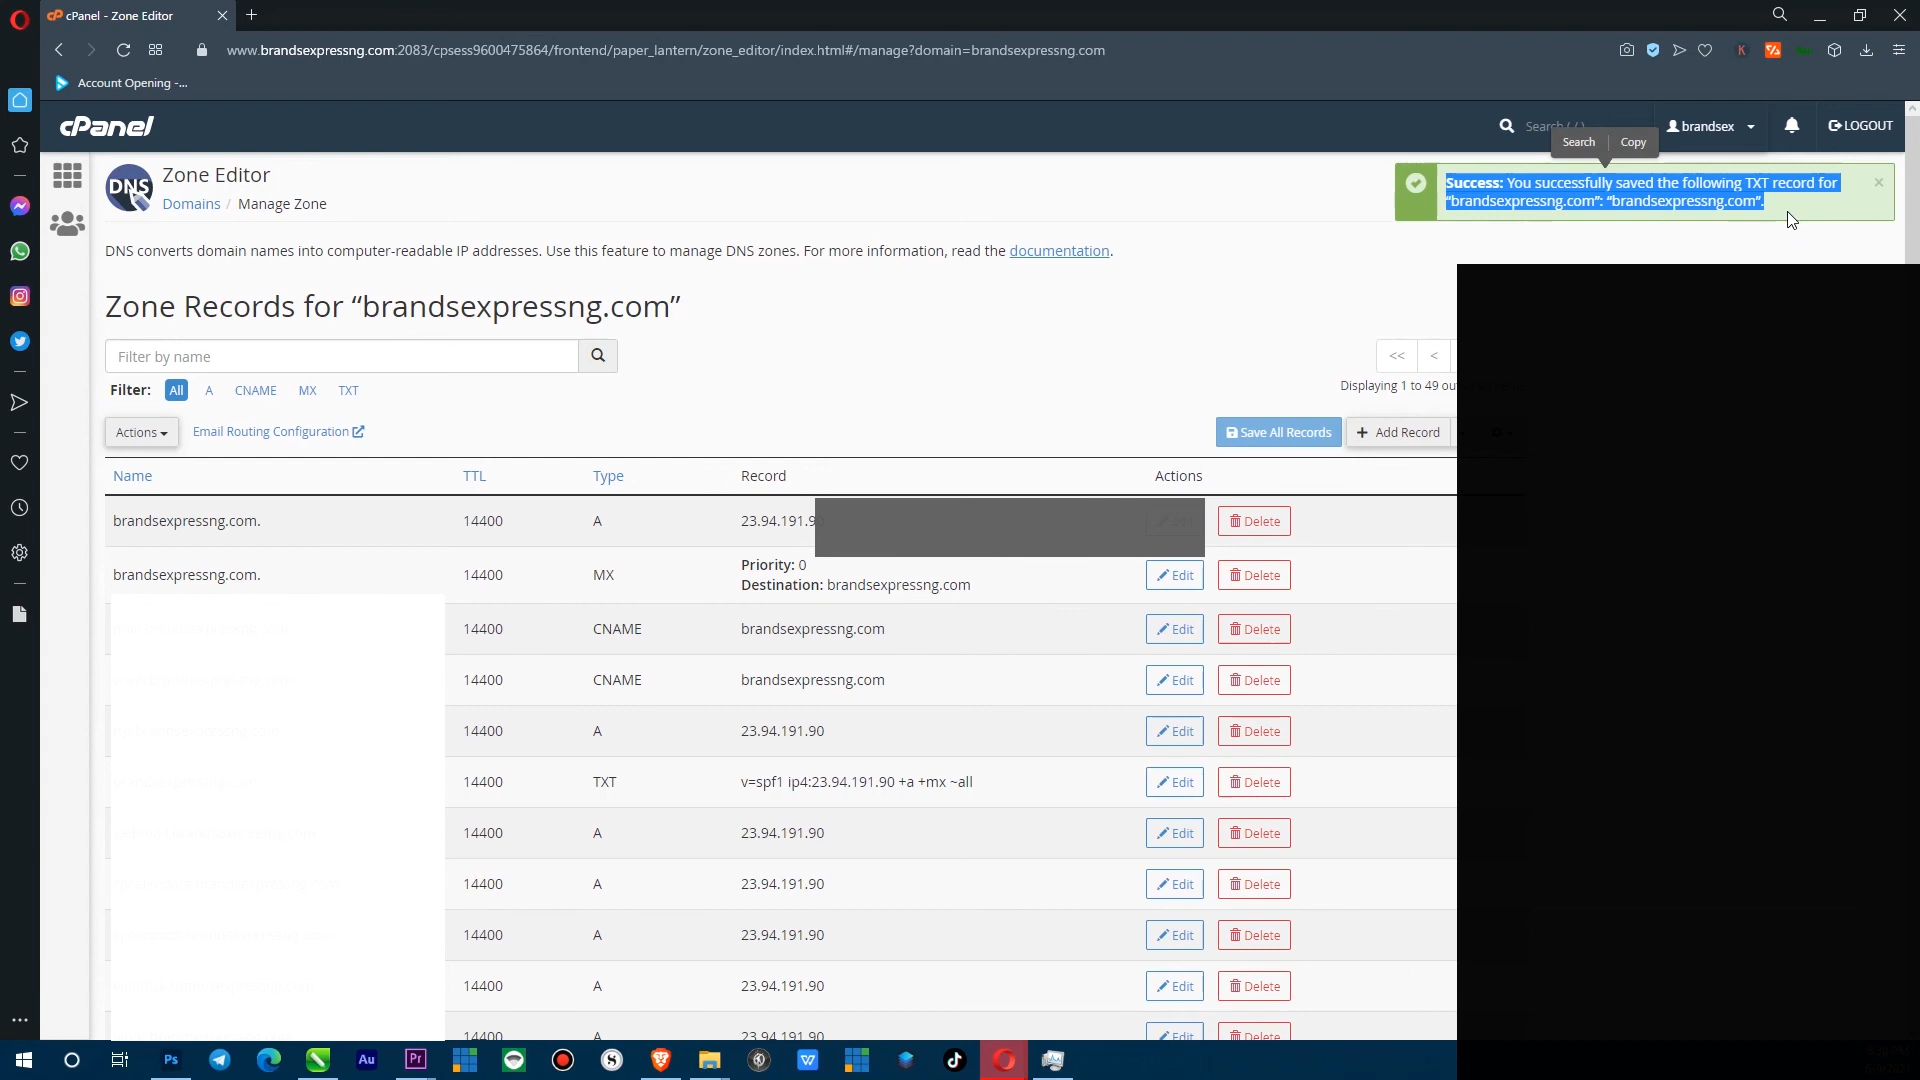 cPanel - Zone Editor
www.brandsexpressng.com:2083/cpsess9600475864/frontend/paper_lantern/zone_editor/index.html#/manage?domain=brandsexpressng.com
Account Opening -...
cPanel
Search ( / )
brandsex
LOGOUT
Search
Copy
DNS
Zone Editor
Domains / Manage Zone
Success: You successfully saved the following TXT record for
“brandsexpressng.com”: “brandsexpressng.com”.
DNS converts domain names into computer-readable IP addresses. Use this feature to manage DNS zones. For more information, read the documentation.
Zone Records for “brandsexpressng.com”
Filter by name
<< <
Filter: All A CNAME MX TXT
Displaying 1 to 49
Actions
Email Routing Configuration
Save All Records
+ Add Record
Name TTL Type Record Actions
brandsexpressng.com. 14400 A 23.94.191.90 Delete
brandsexpressng.com. 14400 MX Priority: 0
Destination: brandsexpressng.com Edit Delete
14400 CNAME brandsexpressng.com Edit Delete
14400 CNAME brandsexpressng.com Edit Delete
14400 A 23.94.191.90 Edit Delete
14400 TXT v=spf1 ip4:23.94.191.90 +a +mx ~all Edit Delete
14400 A 23.94.191.90 Edit Delete
14400 A 23.94.191.90 Edit Delete
14400 A 23.94.191.90 Edit Delete
14400 A 23.94.191.90 Edit Delete
14400 A 23.94.191.90 Edit Delete
Ps
Au
Pr